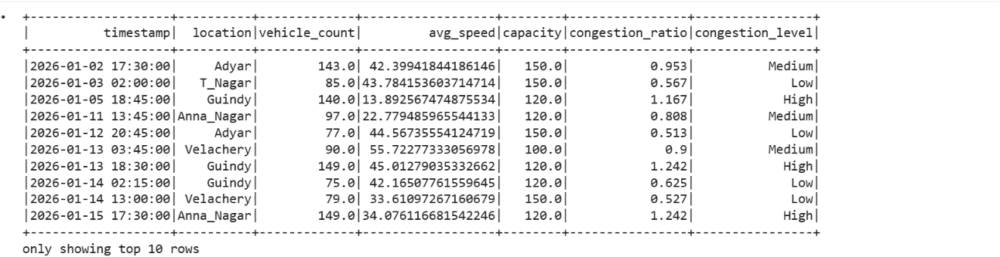 +-------------------+----------+-------------+------------------+--------+----------------+----------------+
|          timestamp|  location|vehicle_count|         avg_speed|capacity|congestion_ratio|congestion_level|
+-------------------+----------+-------------+------------------+--------+----------------+----------------+
|2026-01-02 17:30:00|     Adyar|        143.0| 42.39941844186146|   150.0|           0.953|          Medium|
|2026-01-03 02:00:00|   T_Nagar|         85.0|43.784153603714714|   150.0|           0.567|             Low|
|2026-01-05 18:45:00|    Guindy|        140.0|13.892567474875534|   120.0|           1.167|            High|
|2026-01-11 13:45:00|Anna_Nagar|         97.0|22.779485965544133|   120.0|           0.808|          Medium|
|2026-01-12 20:45:00|     Adyar|         77.0| 44.56735554124719|   150.0|           0.513|             Low|
|2026-01-13 03:45:00| Velachery|         90.0| 55.72277333056978|   100.0|             0.9|          Medium|
|2026-01-13 18:30:00|    Guindy|        149.0| 45.01279035332662|   120.0|           1.242|            High|
|2026-01-14 02:15:00|    Guindy|         75.0| 42.16507761559645|   120.0|           0.625|             Low|
|2026-01-14 13:00:00| Velachery|         79.0| 33.61097267160679|   150.0|           0.527|             Low|
|2026-01-15 17:30:00|Anna_Nagar|        149.0|34.076116681542246|   120.0|           1.242|            High|
+-------------------+----------+-------------+------------------+--------+----------------+----------------+
only showing top 10 rows